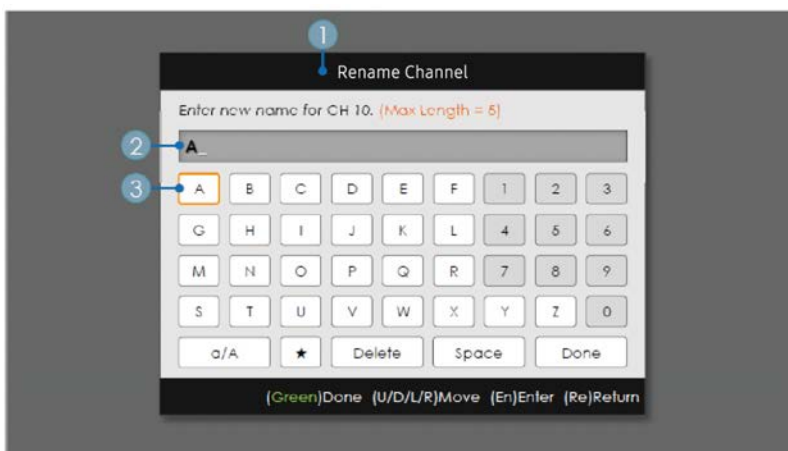 1
Rename Channel
Enter new name for CH 10. (Max Length = 5)
2 A_
3 A B C D E F 1 2 3
G H I J K L 4 5 6
M N O P Q R 7 8 9
S T U V W X Y Z 0
a/A ★ Delete Space Done
(Green)Done (U/D/L/R)Move (En)Enter (Re)Return